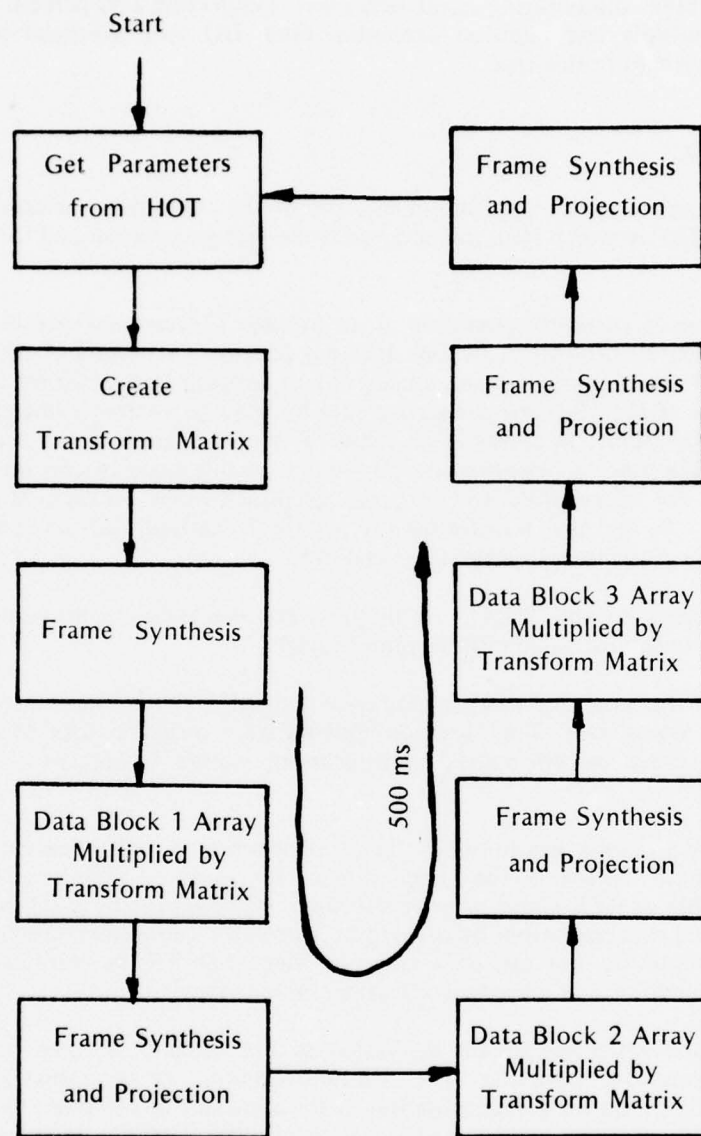 Start
Get Parameters
from HOT
Create
Transform Matrix
Frame Synthesis
Data Block 1 Array
Multiplied by
Transform Matrix
Frame Synthesis
and Projection
Data Block 2 Array
Multiplied by
Transform Matrix
Frame Synthesis
and Projection
Data Block 3 Array
Multiplied by
Transform Matrix
Frame Synthesis
and Projection
Frame Synthesis
and Projection
500 ms